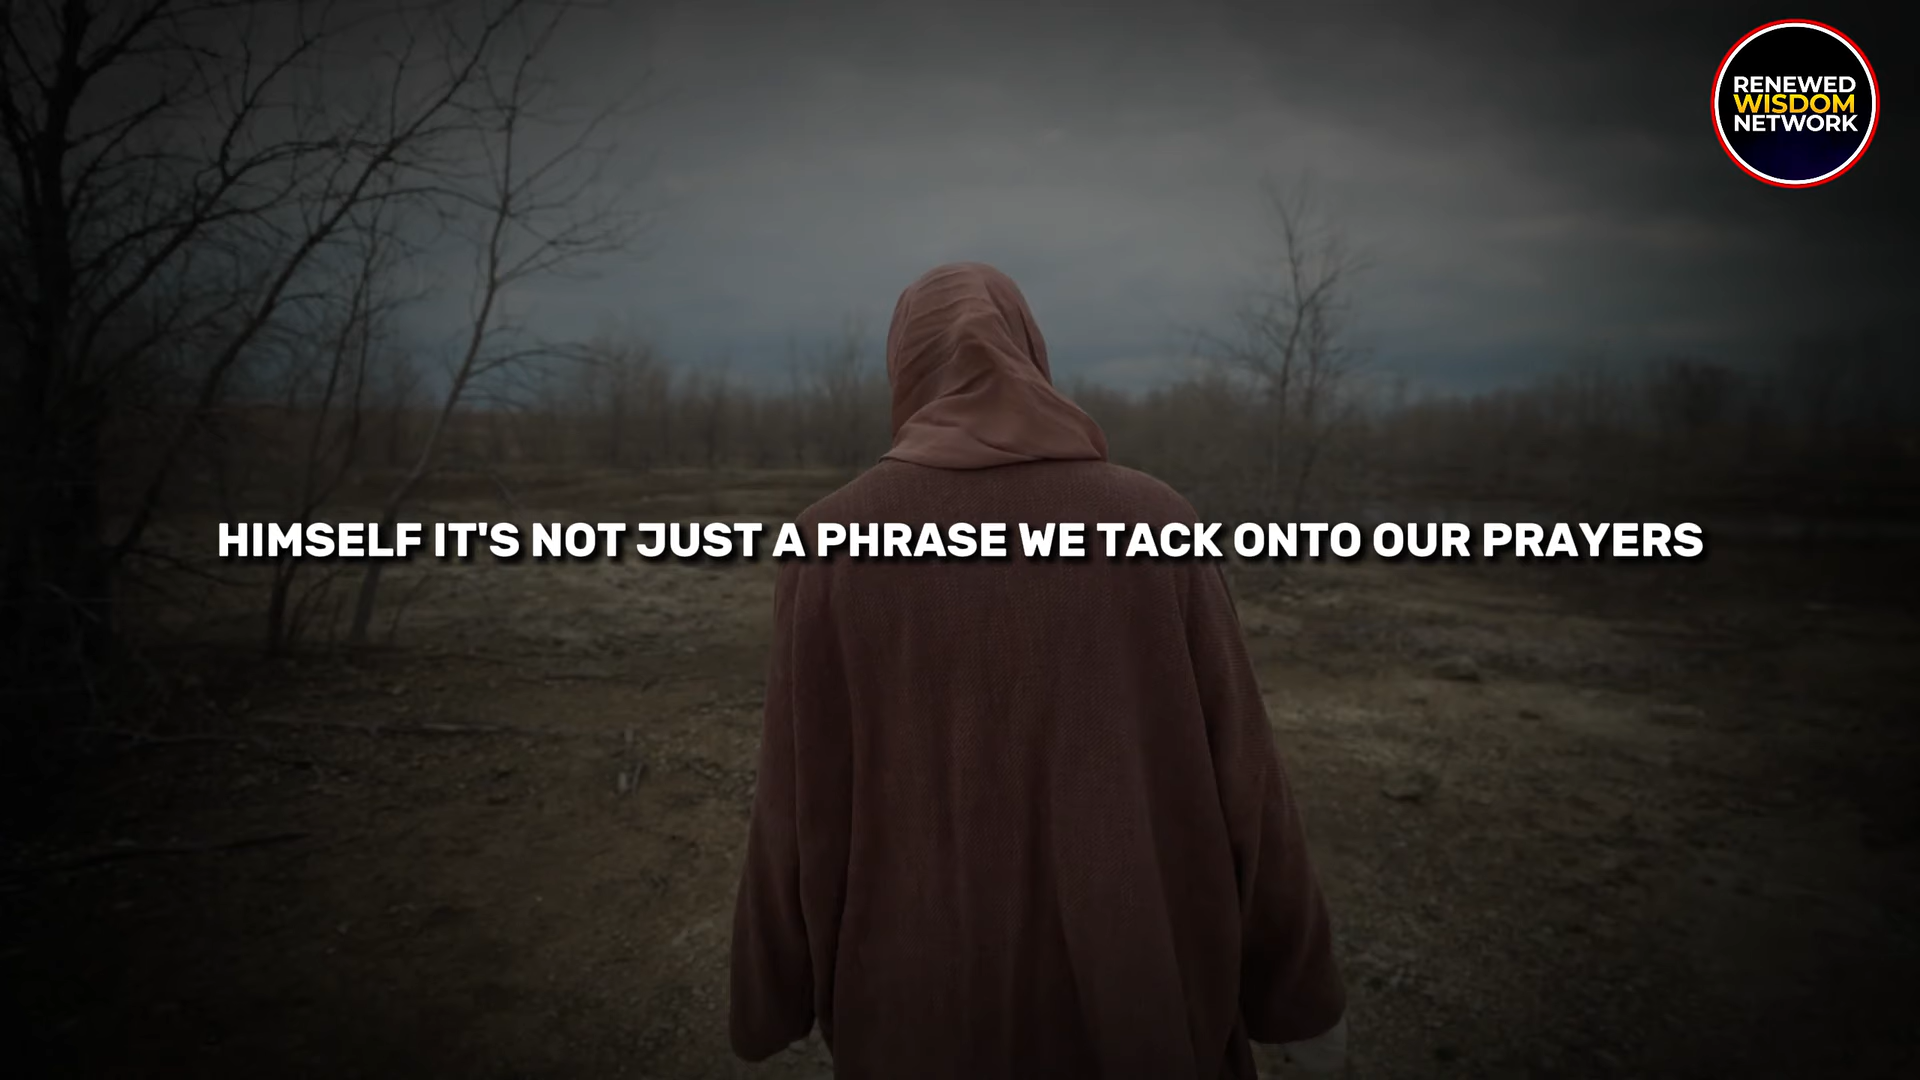 RENEWED
WISDOM
NETWORK
HIMSELF IT'S NOT JUST A PHRASE WE TACK ONTO OUR PRAYERS